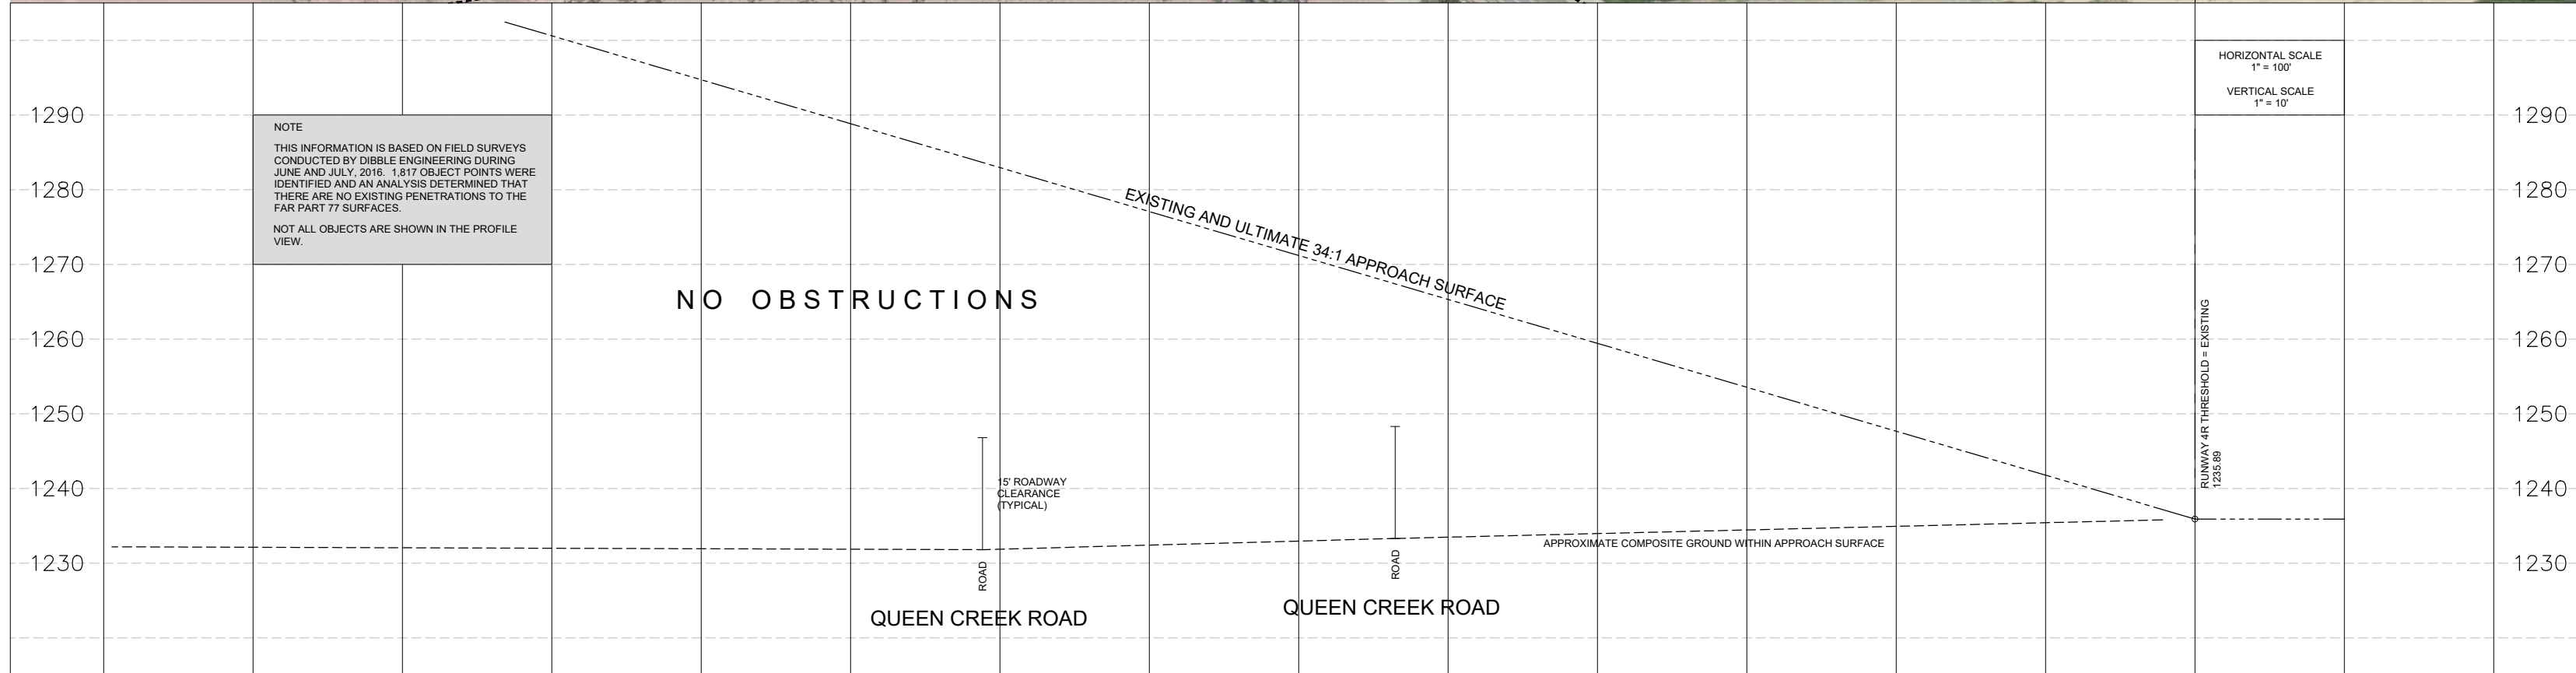 HORIZONTAL SCALE
1" = 100'
VERTICAL SCALE
1" = 10'
1290
1290
NOTE
THIS INFORMATION IS BASED ON FIELD SURVEYS
CONDUCTED BY DIBBLE ENGINEERING DURING
JUNE AND JULY, 2016. 1,817 OBJECT POINTS WERE
IDENTIFIED AND AN ANALYSIS DETERMINED THAT
THERE ARE NO EXISTING PENETRATIONS TO THE
FAR PART 77 SURFACES.
NOT ALL OBJECTS ARE SHOWN IN THE PROFILE
VIEW.
1280
1280
EXISTING AND ULTIMATE 34:1 APPROACH SURFACE
1270
1270
NO OBSTRUCTIONS
1260
1260
RUNWAY 4R THRESHOLD = EXISTING
1235.89
1250
1250
15' ROADWAY
CLEARANCE
(TYPICAL)
1240
1240
APPROXIMATE COMPOSITE GROUND WITHIN APPROACH SURFACE
1230
1230
ROAD
ROAD
QUEEN CREEK ROAD
QUEEN CREEK ROAD